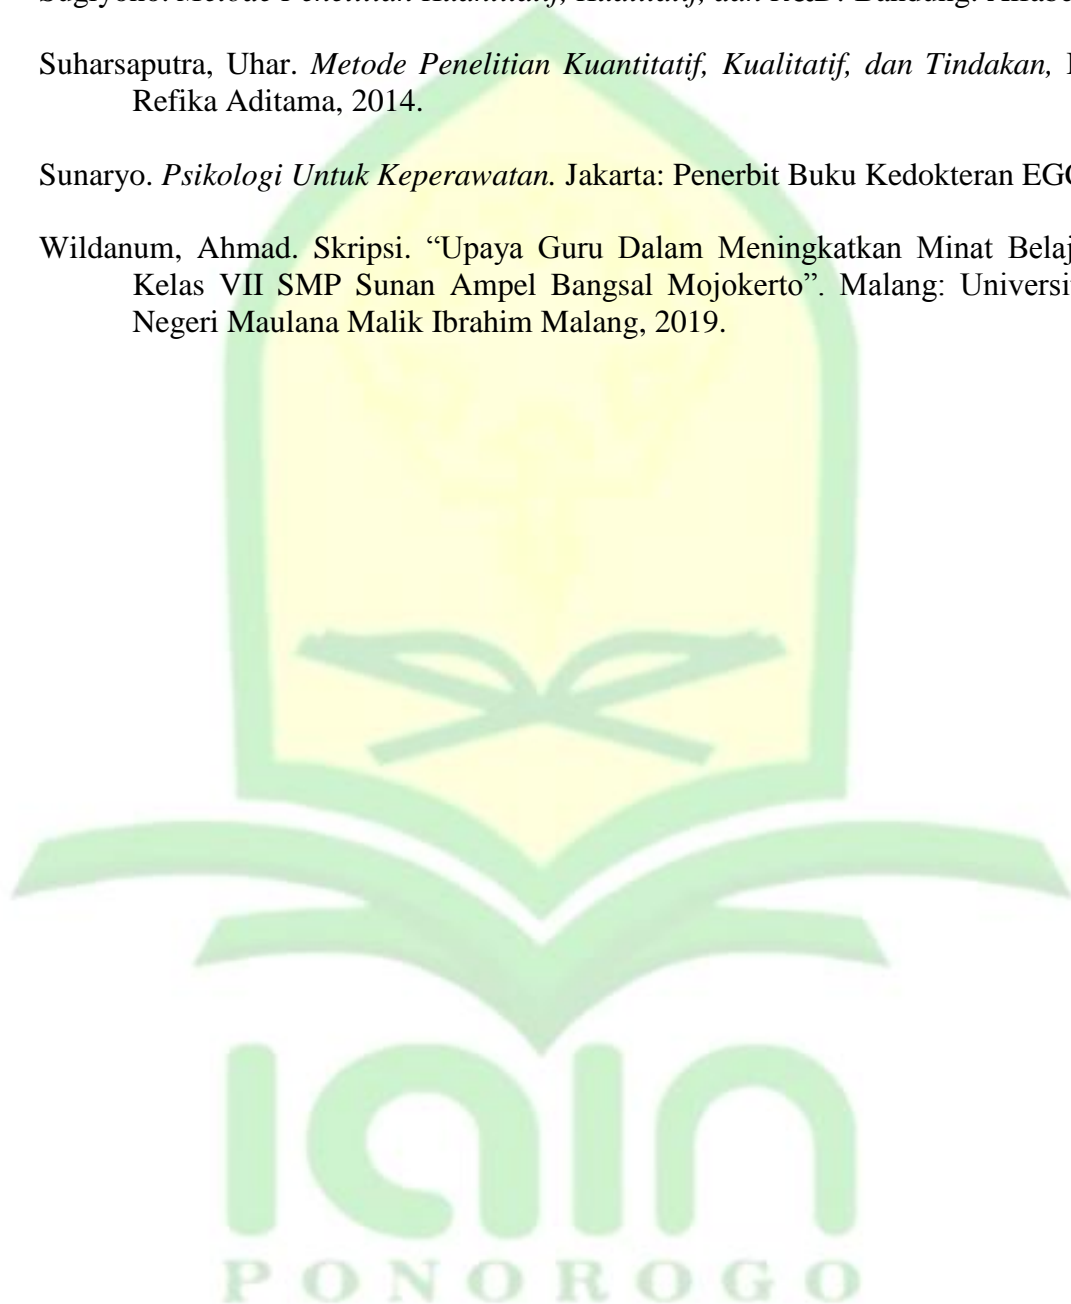 Suharsaputra, Uhar. Metode Penelitian Kuantitatif, Kualitatif, dan Tindakan,
Refika Aditama, 2014.
Sunaryo. Psikologi Untuk Keperawatan. Jakarta: Penerbit Buku Kedokteran
Wildanum, Ahmad. Skripsi. “Upaya Guru Dalam Meningkatkan Minat
Kelas VII SMP Sunan Ampel Bangsal Mojokerto”. Malang:
Negeri Maulana Malik Ibrahim Malang, 2019.
iain
PONOROGO